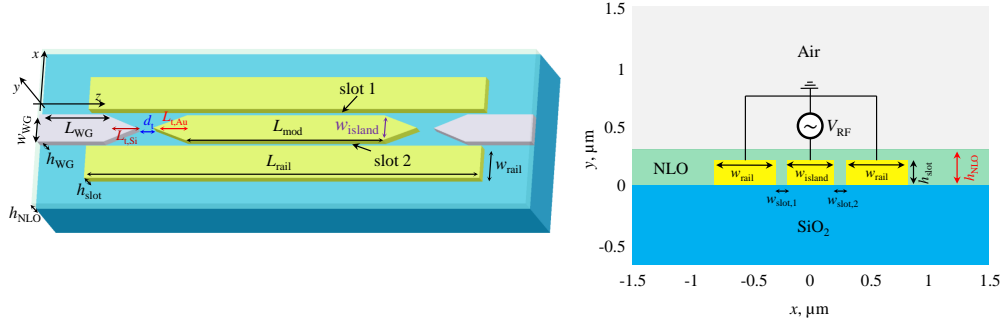 x
y
z
slot 1
w_WG
L_WG
L_t,Si
d_t
L_t,Au
L_mod
w_island
slot 2
h_WG
L_rail
w_rail
h_slot
h_NLO
y, µm
1.5
1
0.5
0
-0.5
Air
V_RF
NLO
w_rail
w_island
w_rail
h_slot
h_NLO
w_slot,1
w_slot,2
SiO₂
-1.5
-1
-0.5
0
0.5
1
1.5
x, µm